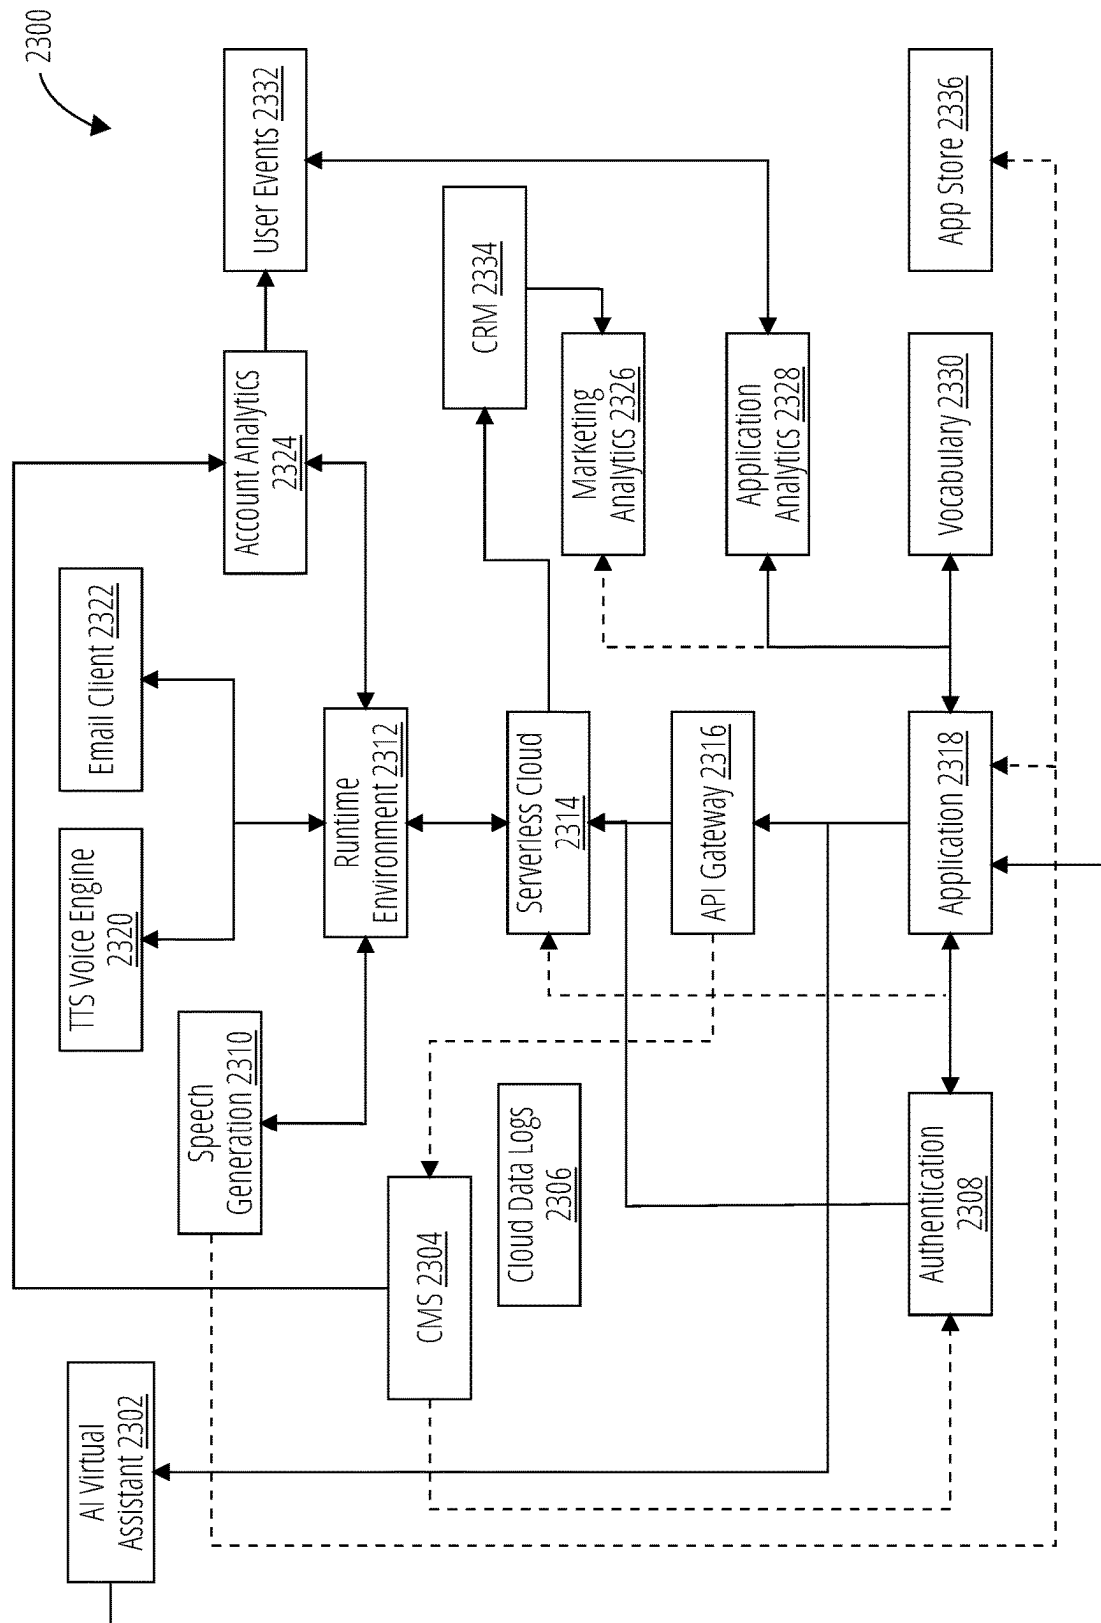 2300
AI Virtual
Assistant 2302
TTS Voice Engine
2320
Email Client 2322
Speech
Generation 2310
Account Analytics
2324
User Events 2332
Runtime
Environment 2312
CMS 2304
Cloud Data Logs
2306
Serverless Cloud
2314
CRM 2334
Marketing
Analytics 2326
API Gateway 2316
Application
Analytics 2328
Authentication
2308
Application 2318
Vocabulary 2330
App Store 2336